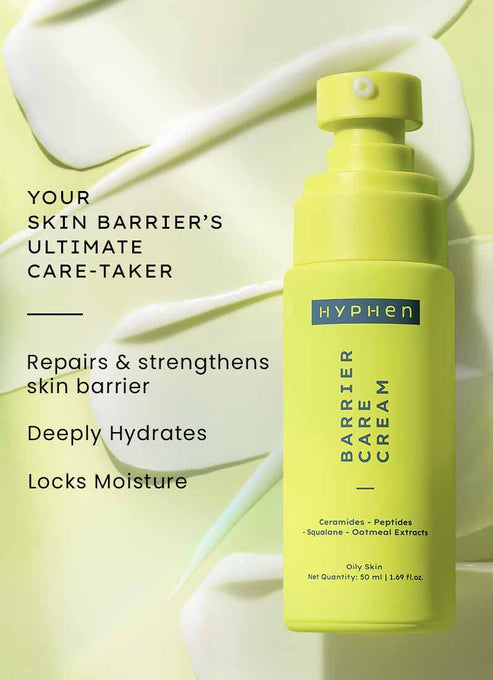 YOUR
SKIN BARRIER'S
ULTIMATE
CARE-TAKER
Repairs & strengthens
skin barrier
Deeply Hydrates
Locks Moisture
HYPHEN
BARRIER
CARE
CREAM
Ceramides - Peptides
- Squalane - Oatmeal Extracts
Oily Skin
Net Quantity: 50 ml | 1.69 fl.oz.